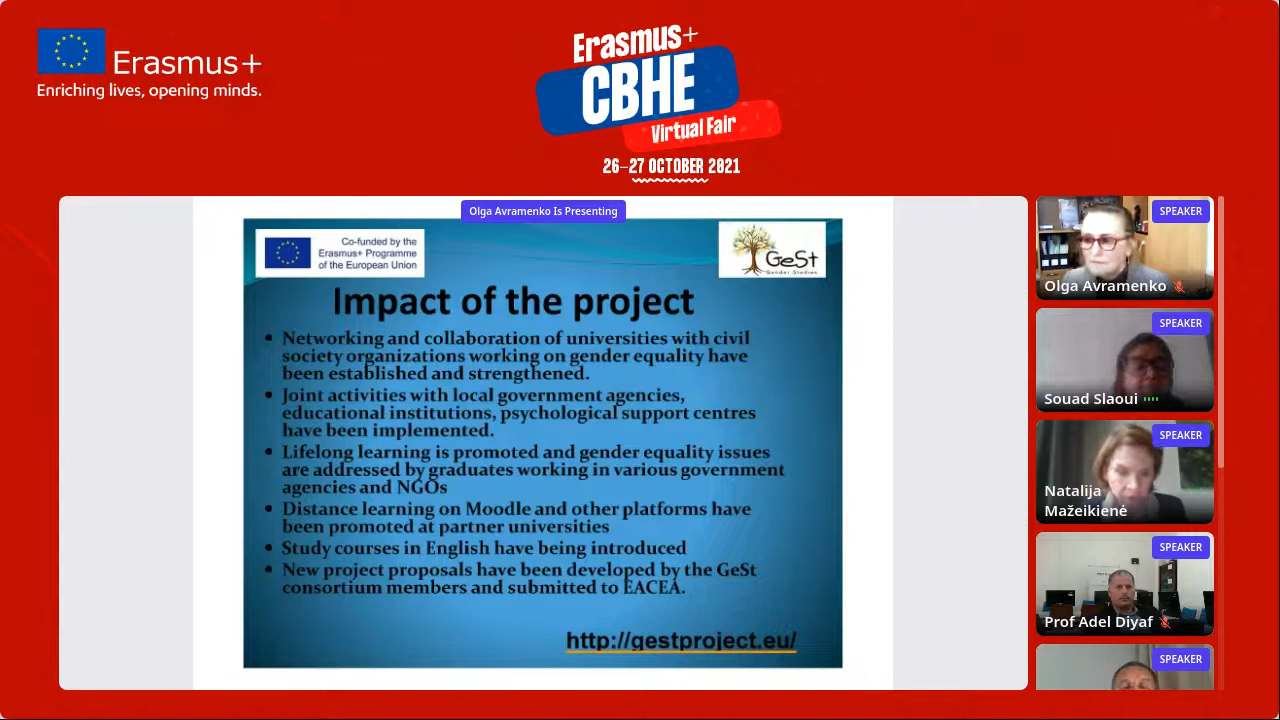 Erasmus+
Enriching lives, opening minds.
Erasmus+
CBHE
Virtual Fair
26–27 OCTOBER 2021
Olga Avramenko Is Presenting
Co-funded by the
Erasmus+ Programme
of the European Union
GeSt
Gender Studies
Impact of the project
• Networking and collaboration of universities with civil
society organizations working on gender equality have
been established and strengthened.
• Joint activities with local government agencies,
educational institutions, psychological support centres
have been implemented.
• Lifelong learning is promoted and gender equality issues
are addressed by graduates working in various government
agencies and NGOs
• Distance learning on Moodle and other platforms have
been promoted at partner universities
• Study courses in English have being introduced
• New project proposals have been developed by the GeSt
consortium members and submitted to EACEA.
http://gestproject.eu/
SPEAKER
Olga Avramenko
SPEAKER
Souad Slaoui
SPEAKER
Natalija
Mažeikienė
SPEAKER
Prof Adel Diyaf
SPEAKER